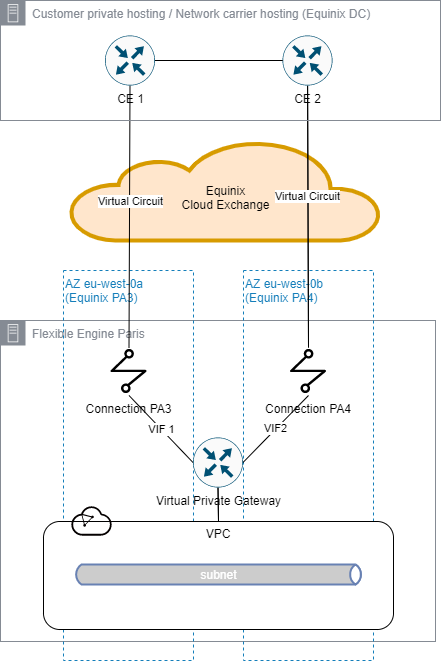 Customer private hosting / Network carrier hosting (Equinix DC)
CE 1
CE 2
Equinix
Cloud Exchange
Virtual Circuit
Virtual Circuit
AZ eu-west-0a
(Equinix PA3)
AZ eu-west-0b
(Equinix PA4)
Flexible Engine Paris
Connection PA3
Connection PA4
VIF 1
VIF2
Virtual Private Gateway
VPC
subnet